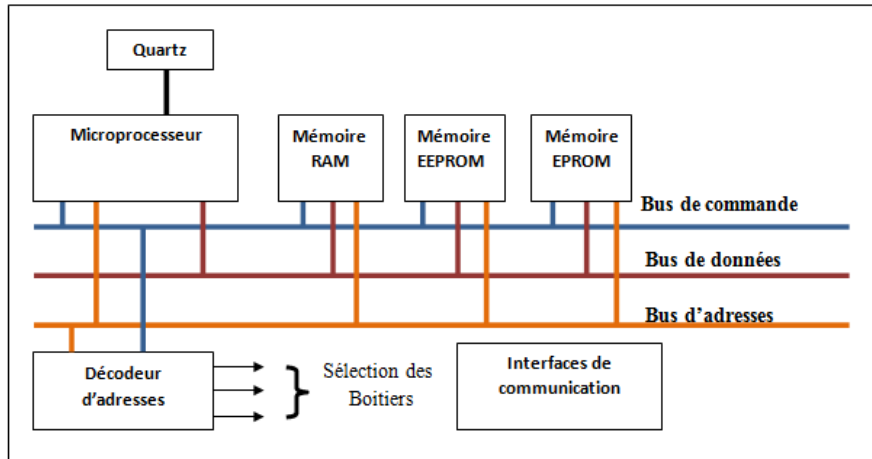 Quartz
Microprocesseur
Mémoire
RAM
Mémoire
EEPROM
Mémoire
EPROM
Bus de commande
Bus de données
Bus d’adresses
Décodeur
d’adresses
Sélection des
Boitiers
Interfaces de
communication